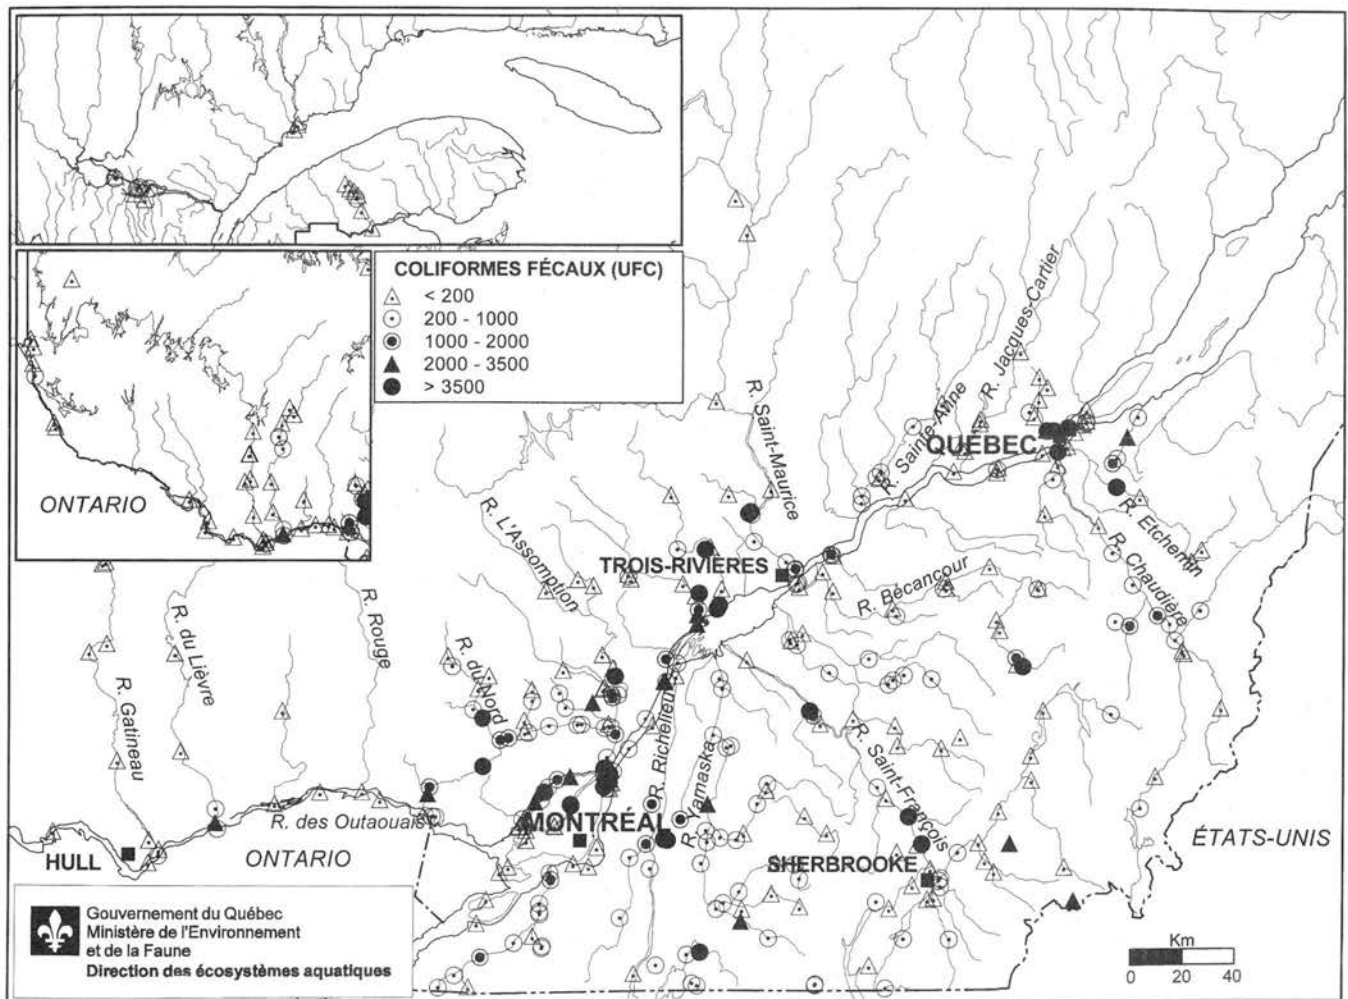 COLIFORMES FÉCAUX (UFC)
< 200
200 - 1000
1000 - 2000
2000 - 3500
> 3500
ONTARIO
R. Jacques-Cartier
R. Sainte-Anne
R. Saint-Maurice
QUÉBEC
R. L'Assomption
R. Etchemin
R. Chaudière
TROIS-RIVIÈRES
R. Bécancour
R. Rouge
R. du Lièvre
R. Gatineau
R. du Nord
R. Richelieu
R. Yamaska
R. Saint-François
R. des Outaouais
MONTRÉAL
HULL
ONTARIO
SHERBROOKE
ÉTATS-UNIS
Gouvernement du Québec
Ministère de l'Environnement
et de la Faune
Direction des écosystèmes aquatiques
Km
0 20 40